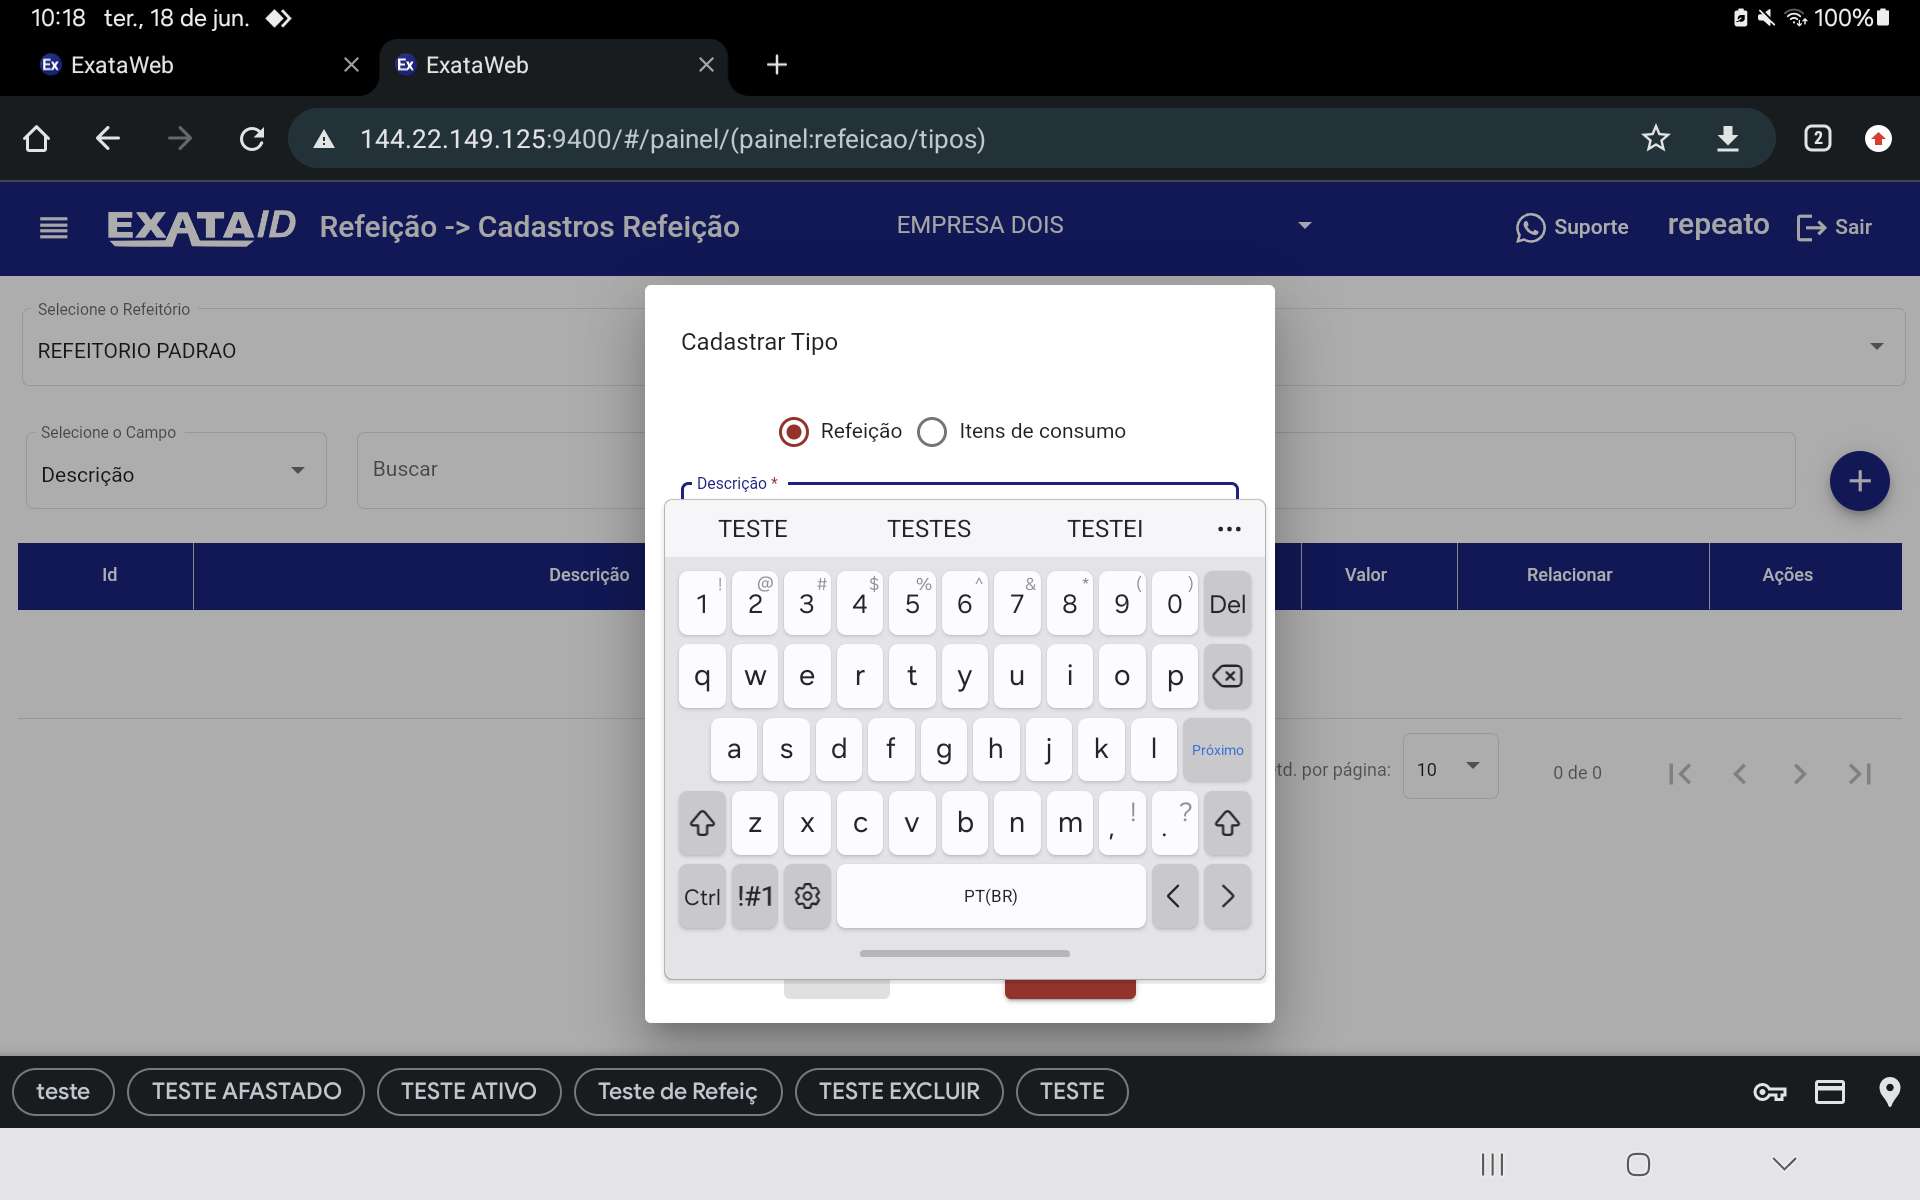 10:18 ter., 18 de jun. 100%
Ex ExataWeb Ex ExataWeb
144.22.149.125:9400/#/painel/(painel:refeicao/tipos) 2
EXATAID Refeição -> Cadastros Refeição EMPRESA DOIS Suporte repeato Sair
Selecione o Refeitório
REFEITORIO PADRAO
Cadastrar Tipo
Refeição Itens de consumo
Selecione o Campo
Descrição
Buscar
Descrição *
TESTE TESTES TESTEI ...
Id Descrição Valor Relacionar Ações
! @ # $ % ^ & * ( )
1 2 3 4 5 6 7 8 9 0 Del
q w e r t y u i o p
a s d f g h j k l Próximo
td. por página: 10 0 de 0
z x c v b n m , ! . ?
Ctrl !#1 PT(BR)
teste TESTE AFASTADO TESTE ATIVO Teste de Refeiç TESTE EXCLUIR TESTE